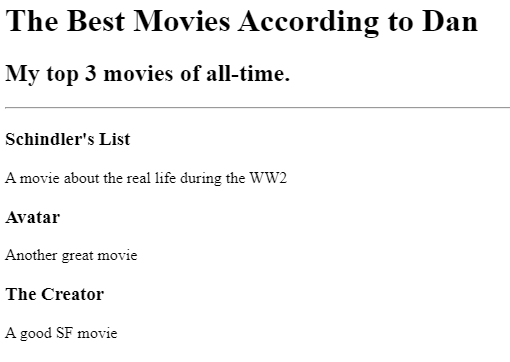 The Best Movies According to Dan
My top 3 movies of all-time.
Schindler's List
A movie about the real life during the WW2
Avatar
Another great movie
The Creator
A good SF movie